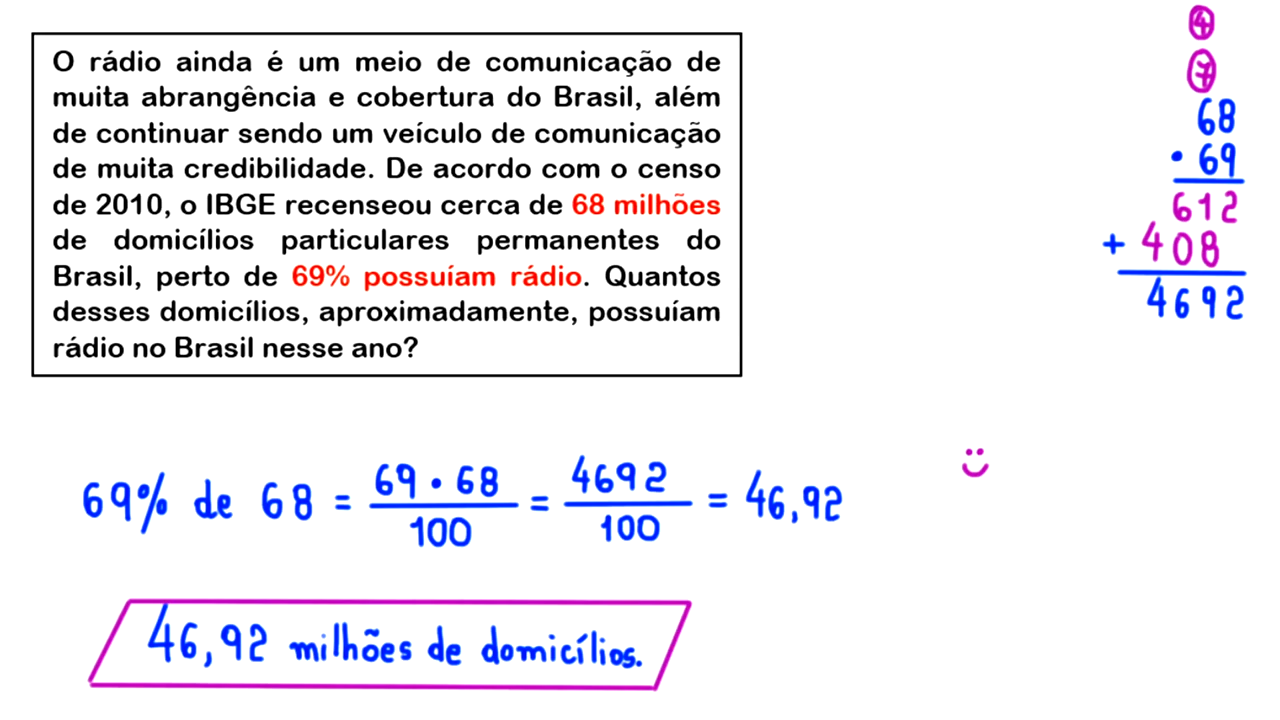 O rádio ainda é um meio de comunicação de
muita abrangência e cobertura do Brasil, além
de continuar sendo um veículo de comunicação
de muita credibilidade. De acordo com o censo
de 2010, o IBGE recenseou cerca de 68 milhões
de domicílios particulares permanentes do
Brasil, perto de 69% possuíam rádio. Quantos
desses domicílios, aproximadamente, possuíam
rádio no Brasil nesse ano?
4
7
68
· 69
612
+ 408
4692
69% de 68 = 69 · 68 / 100 = 4692 / 100 = 46,92
46,92 milhões de domicílios.